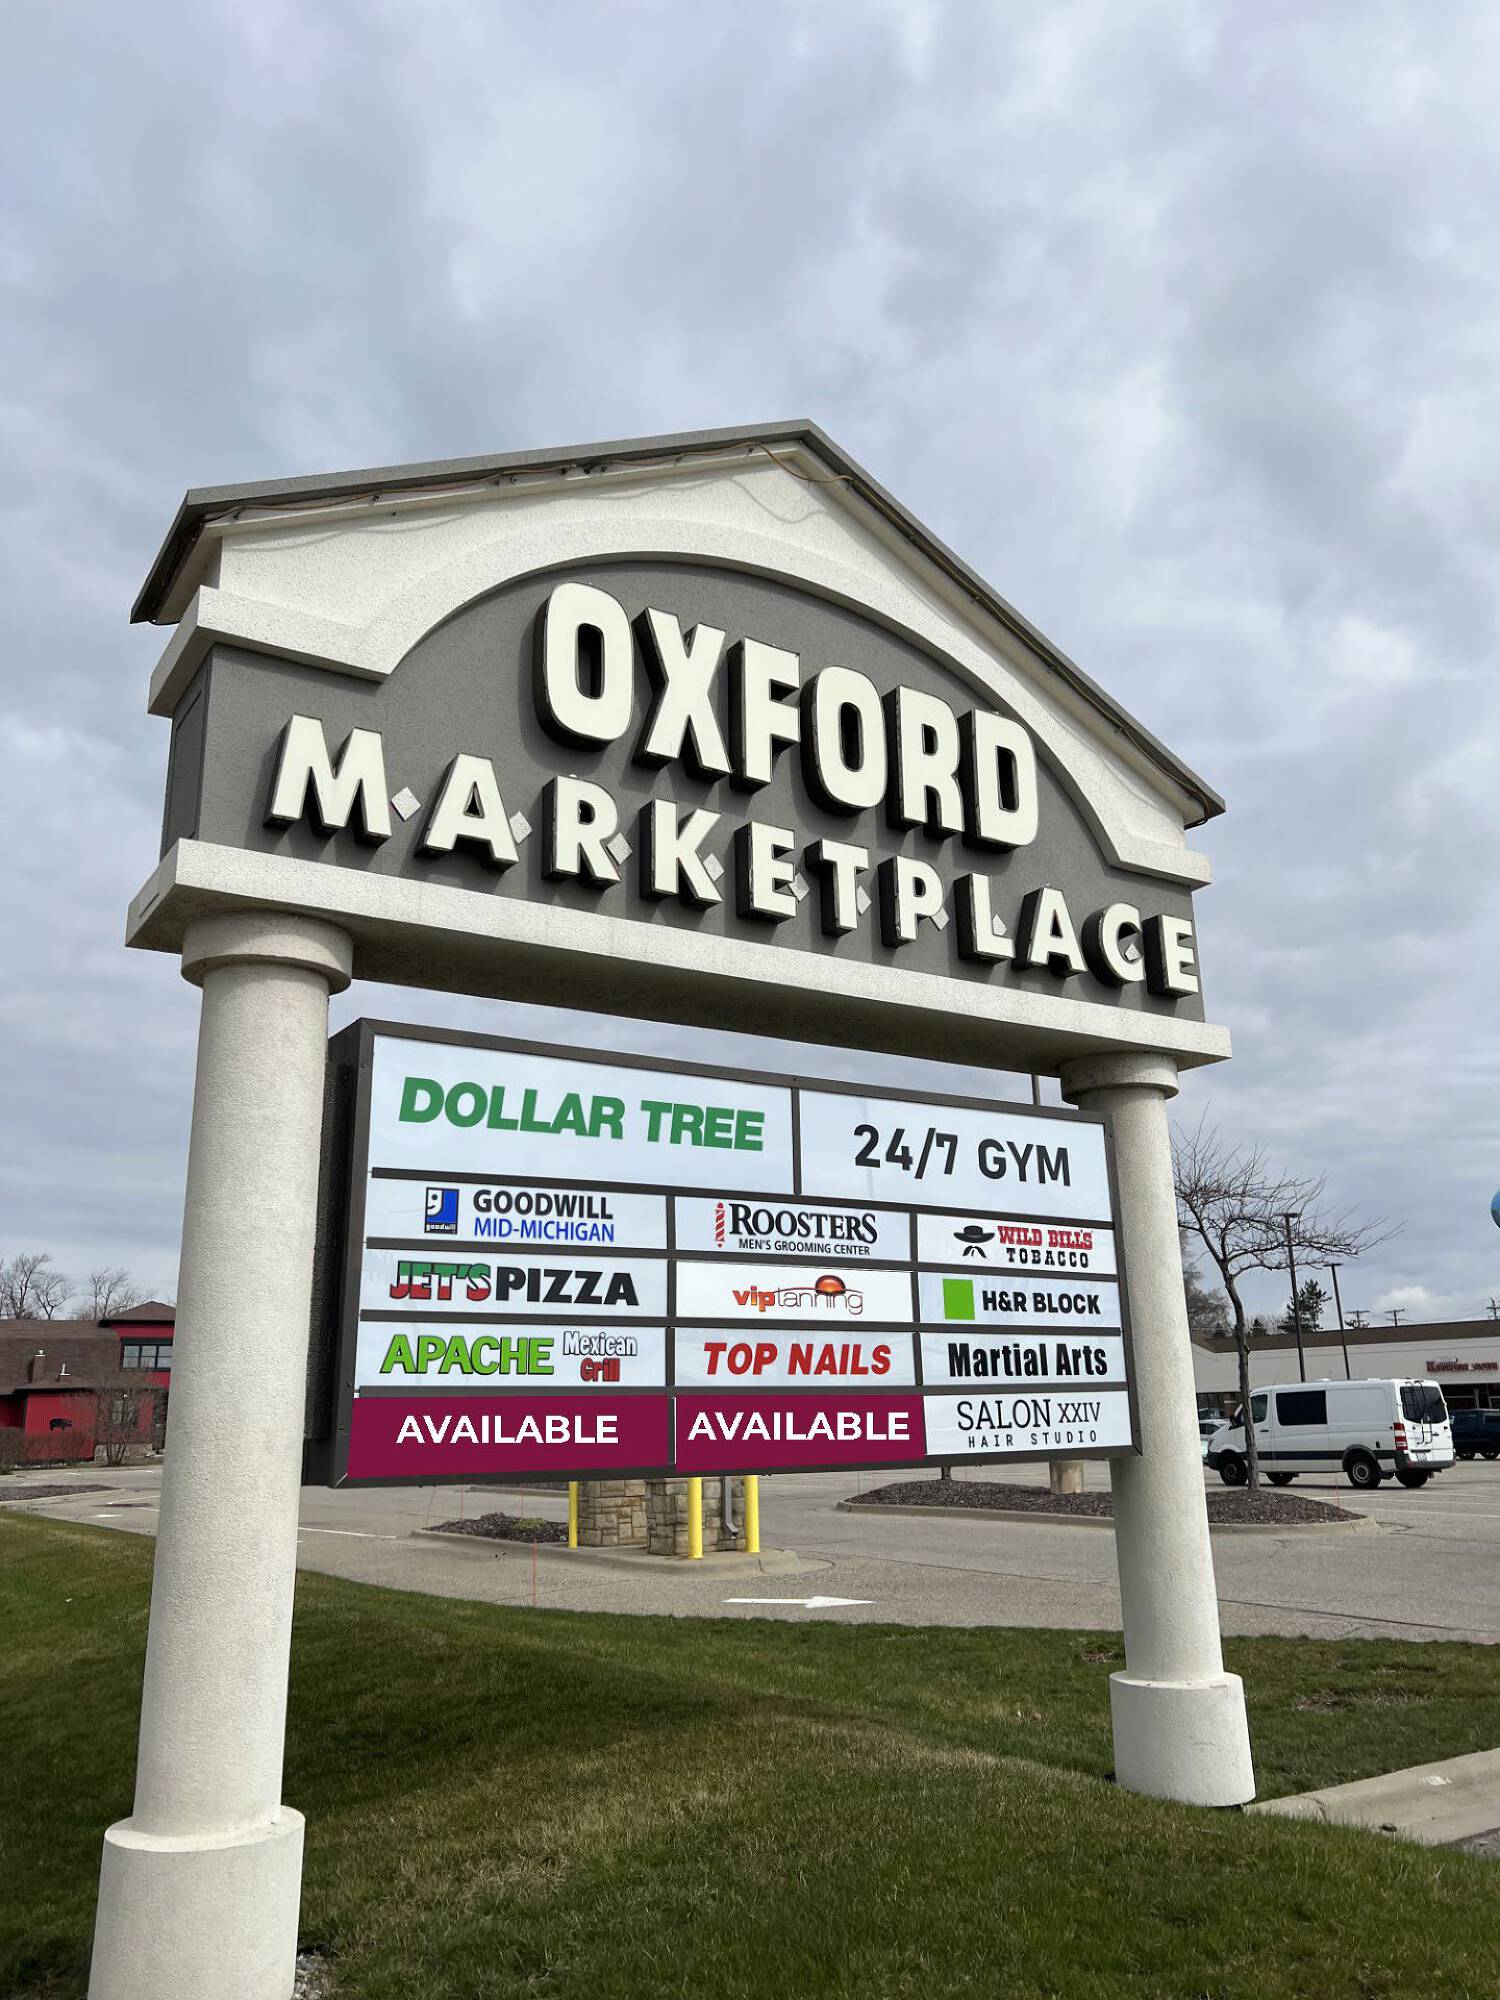 OXFORD
MARKETPLACE
DOLLAR TREE
24/7 GYM
g
goodwill
GOODWILL
MID-MICHIGAN
ROOSTERS
MEN'S GROOMING CENTER
WILD BILL'S
TOBACCO
JET'S PIZZA
viptanning
H&R BLOCK
APACHE Mexican
Grill
TOP NAILS
Martial Arts
AVAILABLE
AVAILABLE
SALON XXIV
HAIR STUDIO